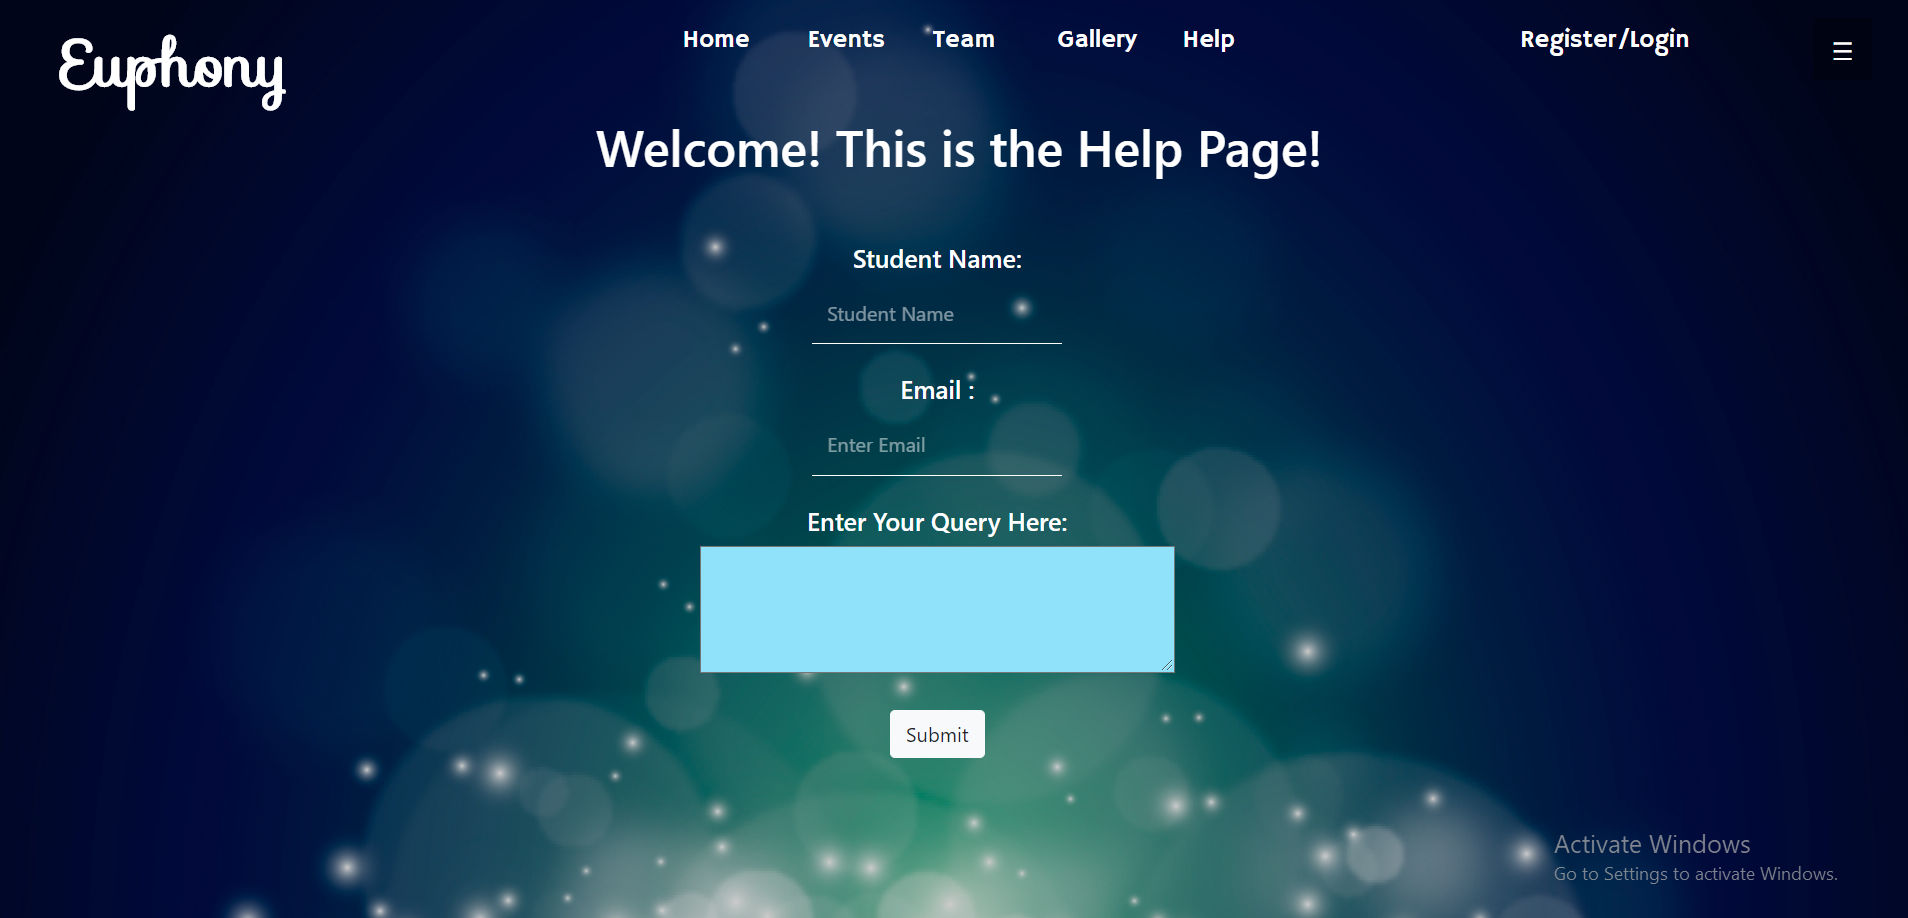 Euphony
Home Events Team Gallery Help Register/Login
Welcome! This is the Help Page!
Student Name:
Student Name
Email :
Enter Email
Enter Your Query Here:
Submit
Activate Windows
Go to Settings to activate Windows.